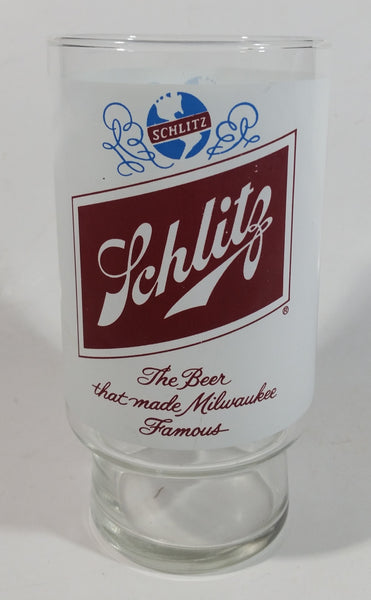 SCHLITZ
Schlitz
®
The Beer
that made Milwaukee
Famous